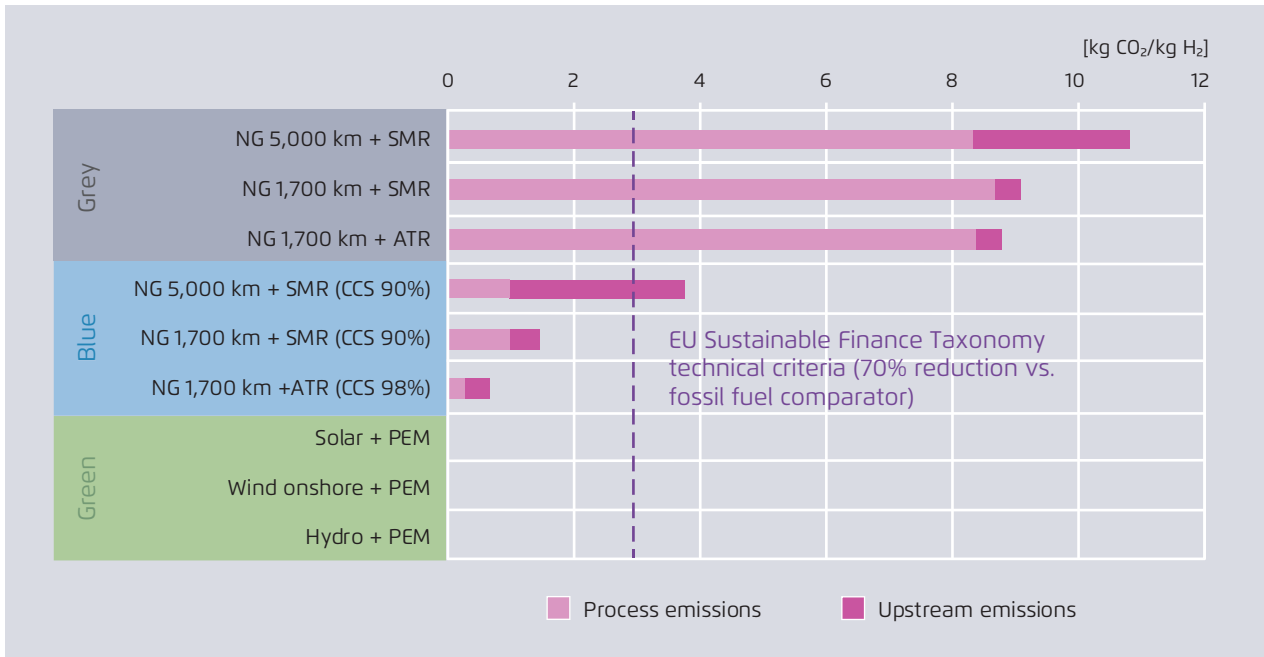 [kg CO₂/kg H₂]
0 2 4 6 8 10 12
Grey
NG 5,000 km + SMR
NG 1,700 km + SMR
NG 1,700 km + ATR
Blue
NG 5,000 km + SMR (CCS 90%)
NG 1,700 km + SMR (CCS 90%)
NG 1,700 km +ATR (CCS 98%)
EU Sustainable Finance Taxonomy
technical criteria (70% reduction vs.
fossil fuel comparator)
Green
Solar + PEM
Wind onshore + PEM
Hydro + PEM
Process emissions
Upstream emissions